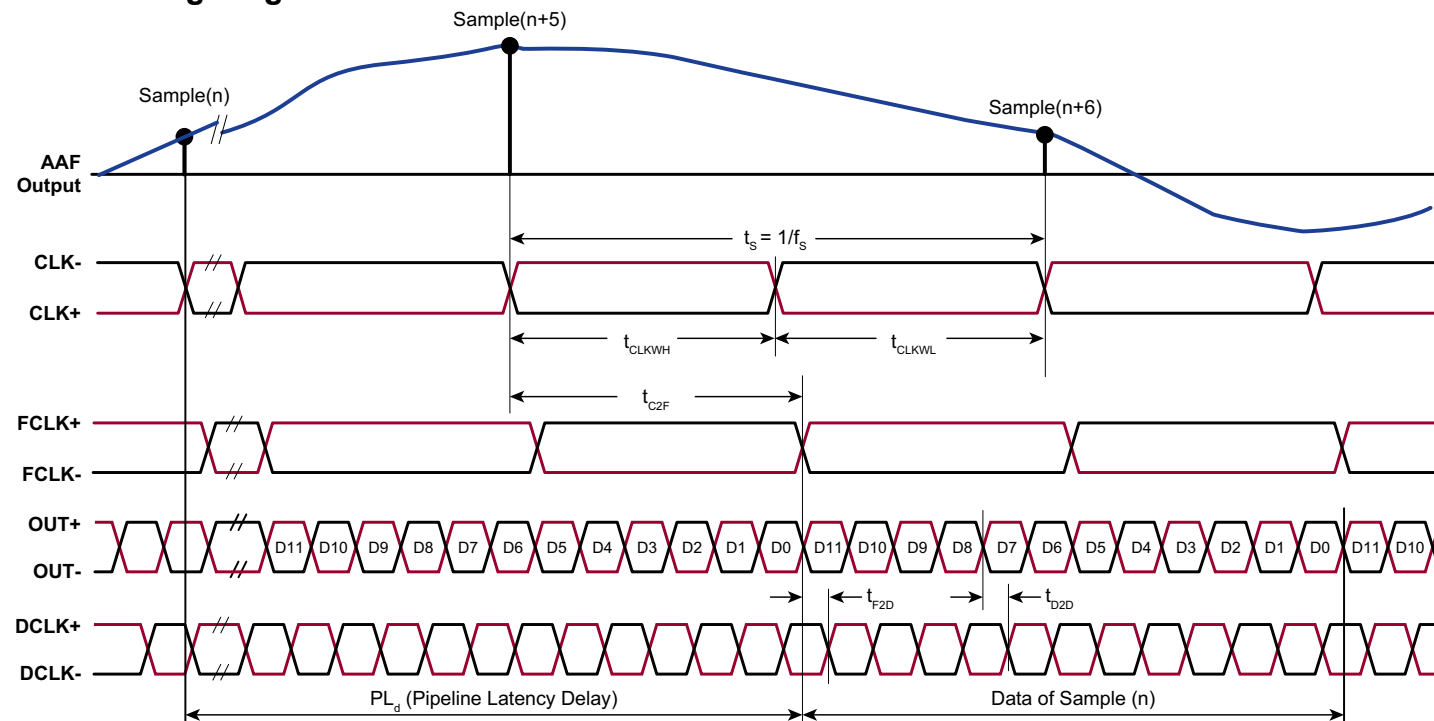 Sample(n+5)
Sample(n)
Sample(n+6)
AAF
Output
tS = 1/fS
CLK-
CLK+
tCLKWH
tCLKWL
tC2F
FCLK+
FCLK-
OUT+
D11 D10 D9 D8 D7 D6 D5 D4 D3 D2 D1 D0 D11 D10 D9 D8 D7 D6 D5 D4 D3 D2 D1 D0 D11 D10
OUT-
tF2D
tD2D
DCLK+
DCLK-
PLd (Pipeline Latency Delay)
Data of Sample (n)